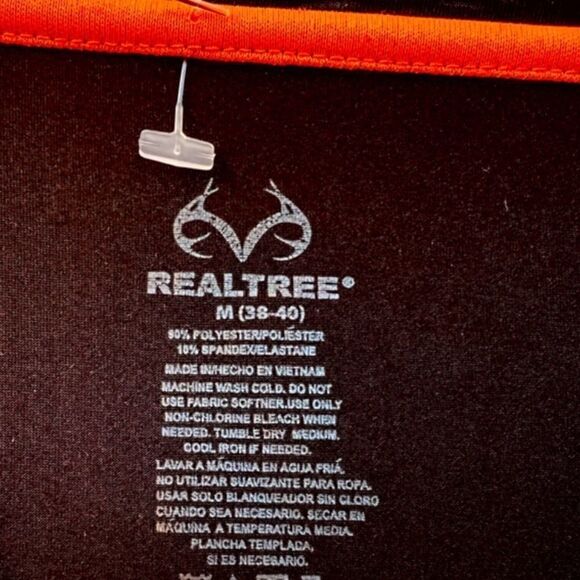 REALTREE®
M (38-40)
90% POLYESTER/POLIÉSTER
10% SPANDEX/ELASTANE
MADE IN/HECHO EN VIETNAM
MACHINE WASH COLD. DO NOT
USE FABRIC SOFTNER.USE ONLY
NON-CHLORINE BLEACH WHEN
NEEDED. TUMBLE DRY MEDIUM.
COOL IRON IF NEEDED.
LAVAR A MÁQUINA EN AGUA FRIÁ.
NO UTILIZAR SUAVIZANTE PARA ROPA.
USAR SOLO BLANQUEADOR SIN CLORO
CUANDO SEA NECESARIO. SECAR EN
MÁQUINA A TEMPERATURA MEDIA.
PLANCHA TEMPLADA,
SI ES NECESARIO.